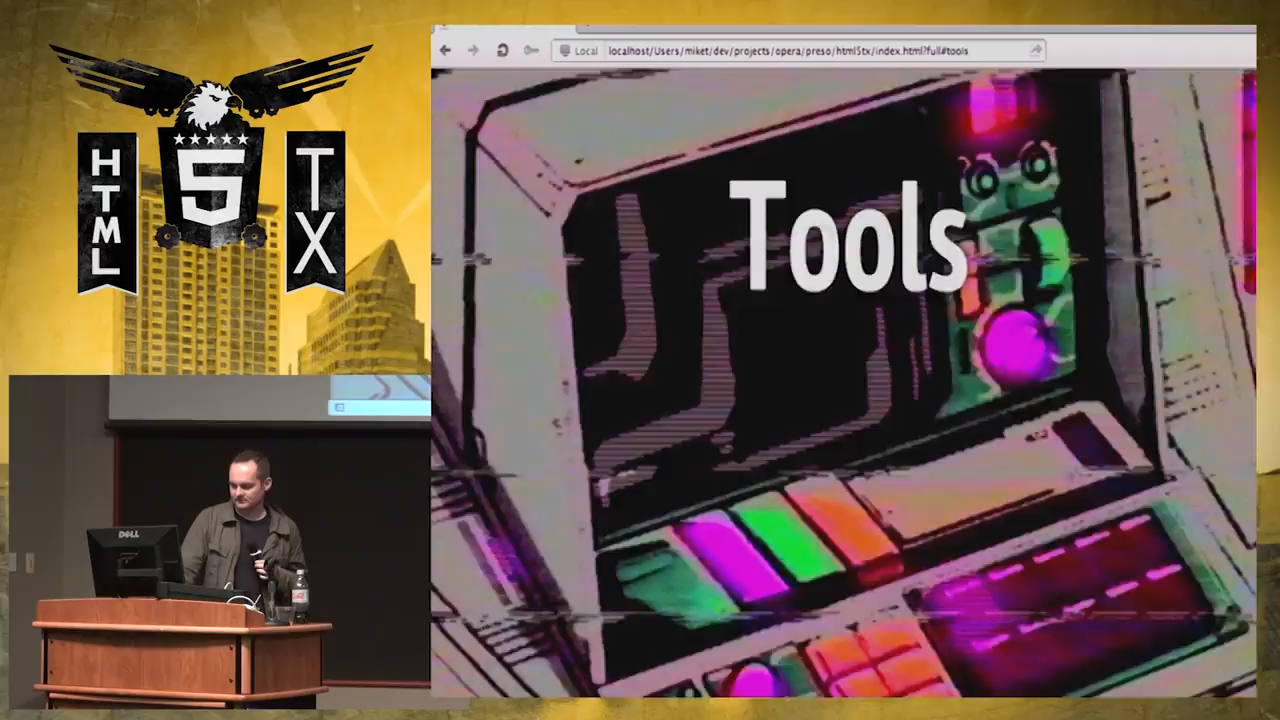 HTML
5
TX
Local localhost/Users/miket/dev/projects/opera/preso/html5tx/index.html?full#tools
Tools
DELL